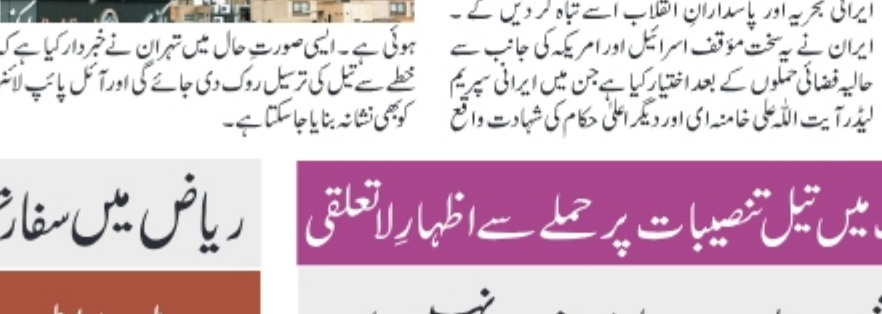 ایرانی بحریہ اور پاسدارانِ انقلاب اسے تباہ کر دیں گے ۔
ایران نے یہ سخت مؤقف اسرائیل اور امریکہ کی جانب سے
حالیہ فضائی حملوں کے بعد اختیار کیا ہے جن میں ایرانی سپریم
لیڈر آیت اللہ علی خامنہ ای اور دیگر اعلیٰ حکام کی شہادت واقع
ہوئی ہے ۔ ایسی صورتِ حال میں تہران نے خبردار کیا ہے ک
خطے سے تیل کی ترسیل روک دی جائے گی اور آئل پائپ لائنز
کو بھی نشانہ بنایا جا سکتا ہے ۔
میں تیل تنصیبات پر حملے سے اظہارِ لاتعلقی
ریاض میں
نہیں